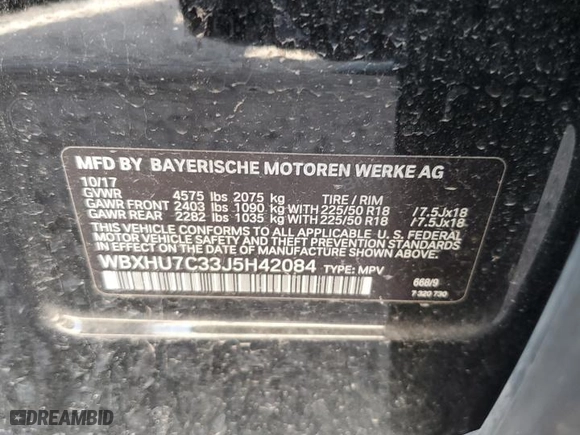 MFD BY BAYERISCHE MOTOREN WERKE AG
10/17
GVWR 4575 lbs 2075 kg TIRE / RIM
GAWR FRONT 2403 lbs 1090 kg WITH 225/50 R18 / 7.5Jx18
GAWR REAR 2282 lbs 1035 kg WITH 225/50 R18 / 7.5Jx18
THIS VEHICLE CONFORMS TO ALL APPLICABLE U. S. FEDERAL
MOTOR VEHICLE SAFETY AND THEFT PREVENTION STANDARDS
IN EFFECT ON THE DATE OF MANUFACTURE SHOWN ABOVE.
WBXHU7C33J5H42084 TYPE: MPV
668/9
7 320 730
DREAMBID